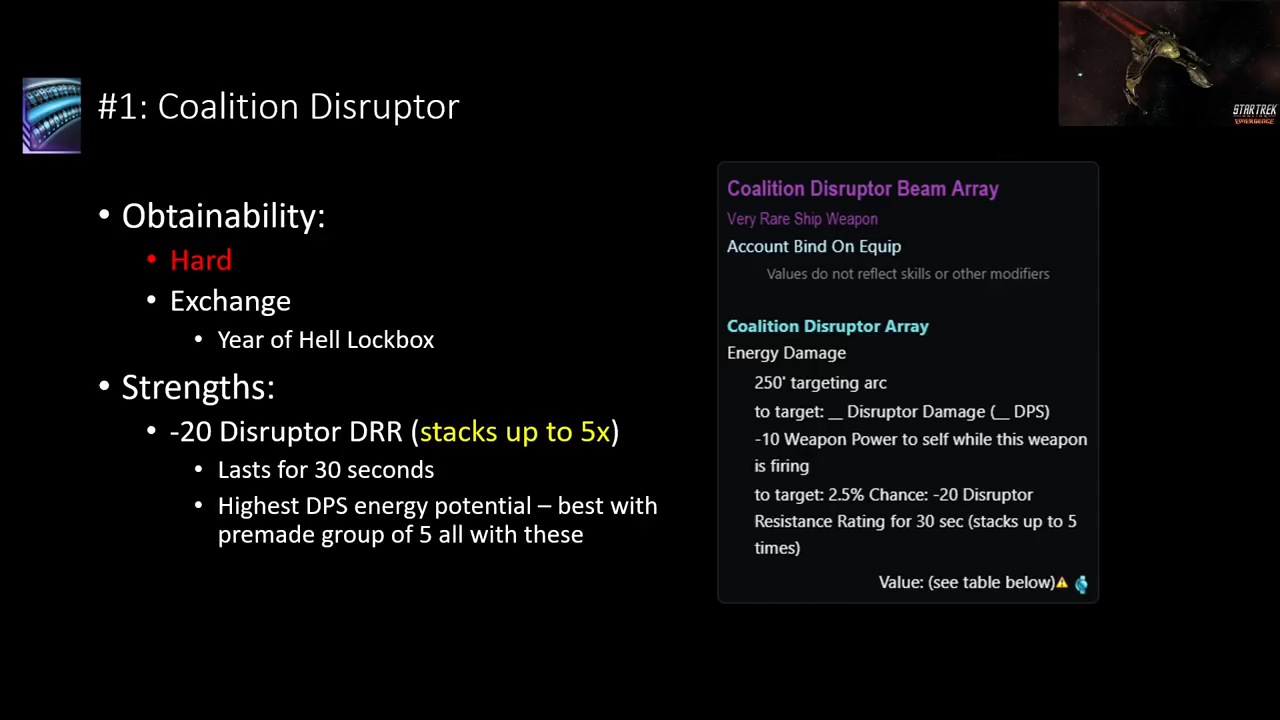 #1: Coalition Disruptor
STAR TREK
ONLINE
EMERGENCE
• Obtainability:
• Hard
• Exchange
• Year of Hell Lockbox
• Strengths:
• -20 Disruptor DRR (stacks up to 5x)
• Lasts for 30 seconds
• Highest DPS energy potential – best with
premade group of 5 all with these
Coalition Disruptor Beam Array
Very Rare Ship Weapon
Account Bind On Equip
Values do not reflect skills or other modifiers
Coalition Disruptor Array
Energy Damage
250' targeting arc
to target: __ Disruptor Damage (__ DPS)
-10 Weapon Power to self while this weapon
is firing
to target: 2.5% Chance: -20 Disruptor
Resistance Rating for 30 sec (stacks up to 5
times)
Value: (see table below)